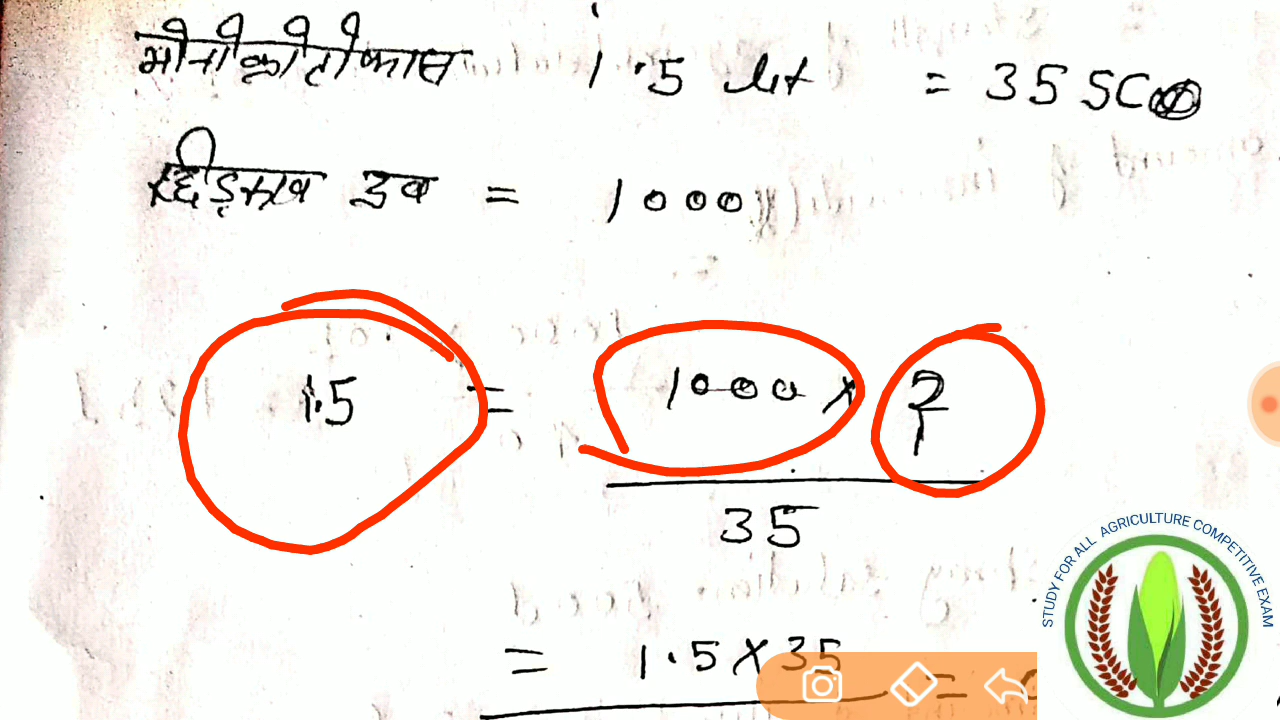 मोनोक्रोटोफास 1.5 lit = 35 SC
= 1000
1.5 = 1000 x ?
35
= 1.5 X 35 =
STUDY FOR ALL AGRICULTURE COMPETITIVE EXAM